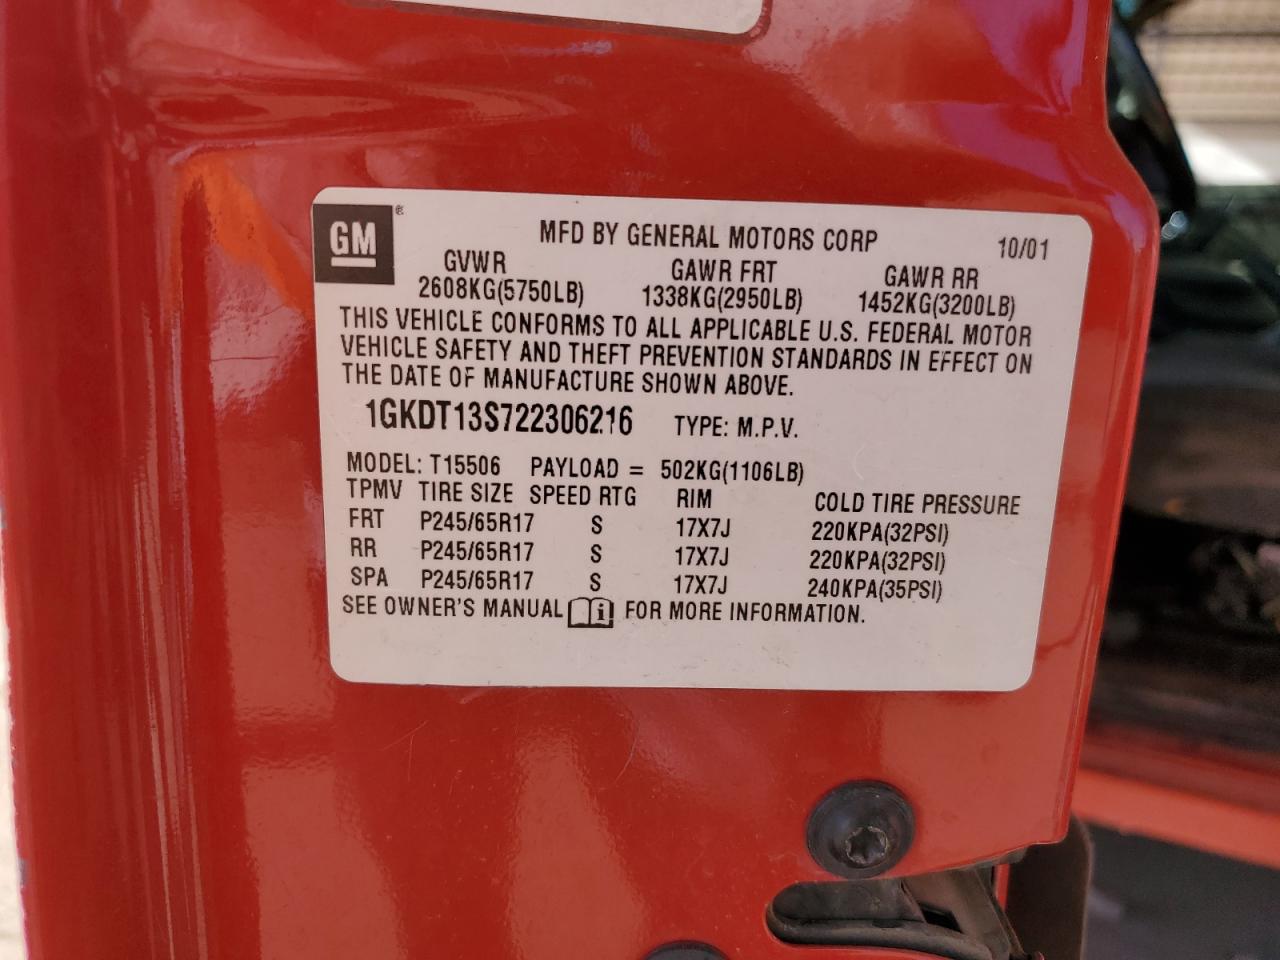 GM®
MFD BY GENERAL MOTORS CORP 10/01
GVWR GAWR FRT GAWR RR
2608KG(5750LB) 1338KG(2950LB) 1452KG(3200LB)
THIS VEHICLE CONFORMS TO ALL APPLICABLE U.S. FEDERAL MOTOR
VEHICLE SAFETY AND THEFT PREVENTION STANDARDS IN EFFECT ON
THE DATE OF MANUFACTURE SHOWN ABOVE.
1GKDT13S722306216 TYPE: M.P.V.
MODEL: T15506 PAYLOAD = 502KG(1106LB)
TPMV TIRE SIZE SPEED RTG RIM COLD TIRE PRESSURE
FRT P245/65R17 S 17X7J 220KPA(32PSI)
RR P245/65R17 S 17X7J 220KPA(32PSI)
SPA P245/65R17 S 17X7J 240KPA(35PSI)
SEE OWNER'S MANUAL i FOR MORE INFORMATION.